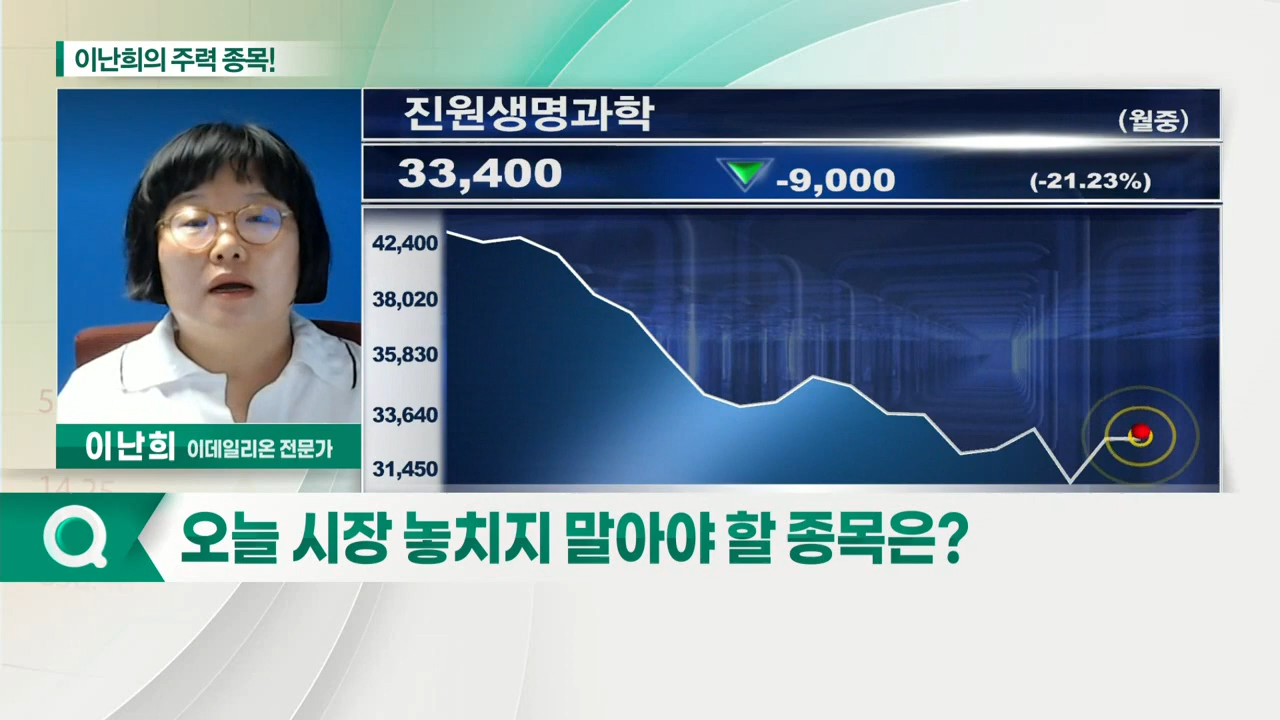 이난희의 주력 종목!
진원생명과학
(월중)
33,400 ▼ -9,000 (-21.23%)
42,400
38,020
35,830
33,640
31,450
이난희 이데일리온 전문가
Q 오늘 시장 놓치지 말아야 할 종목은?